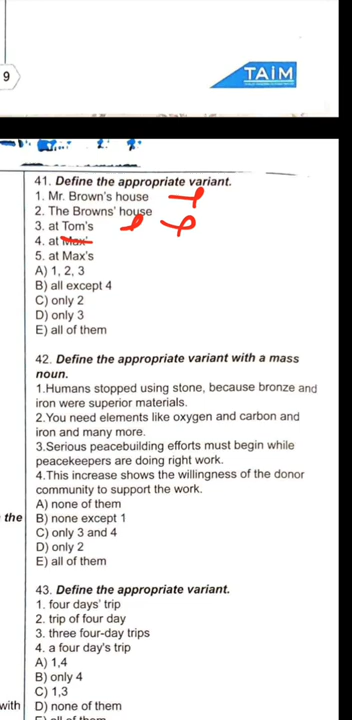 9
TAİM
41. Define the appropriate variant.
1. Mr. Brown's house
2. The Browns' house
3. at Tom's
4. at Max'
5. at Max's
A) 1, 2, 3
B) all except 4
C) only 2
D) only 3
E) all of them
42. Define the appropriate variant with a mass
noun.
1.Humans stopped using stone, because bronze and
iron were superior materials.
2.You need elements like oxygen and carbon and
iron and many more.
3.Serious peacebuilding efforts must begin while
peacekeepers are doing right work.
4.This increase shows the willingness of the donor
community to support the work.
A) none of them
the B) none except 1
C) only 3 and 4
D) only 2
E) all of them
43. Define the appropriate variant.
1. four days' trip
2. trip of four day
3. three four-day trips
4. a four day's trip
A) 1,4
B) only 4
C) 1,3
with D) none of them
E) all of them